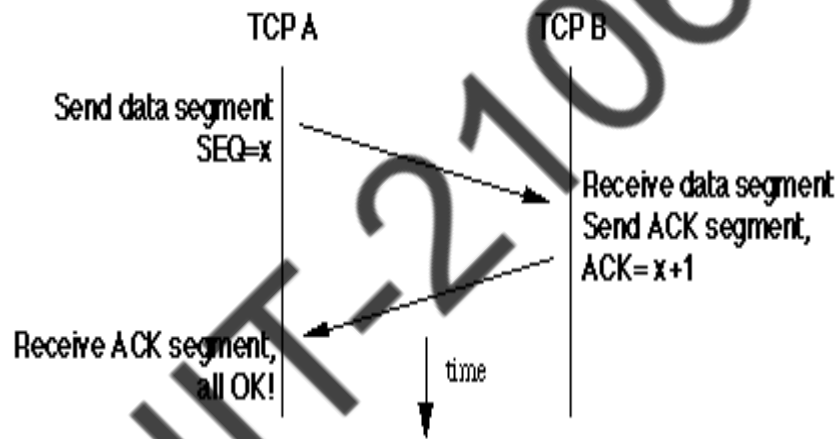 TCP A
TCP B
Send data segment
SEQ=x
Receive data segment
Send ACK segment,
ACK= x+1
Receive ACK segment,
all OK!
time